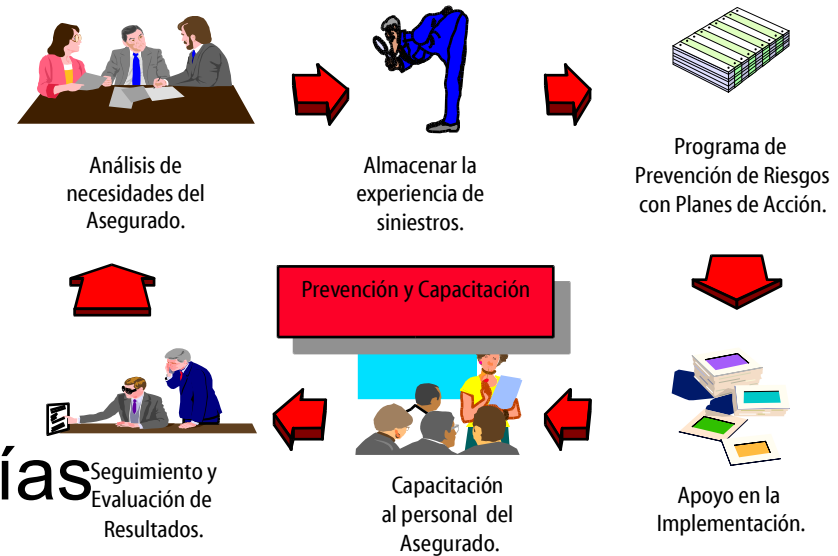 Análisis de
necesidades del
Asegurado.
Almacenar la
experiencia de
siniestros.
Programa de
Prevención de Riesgos
con Planes de Acción.
Prevención y Capacitación
ías
Seguimiento y
Evaluación de
Resultados.
Capacitación
al personal del
Asegurado.
Apoyo en la
Implementación.